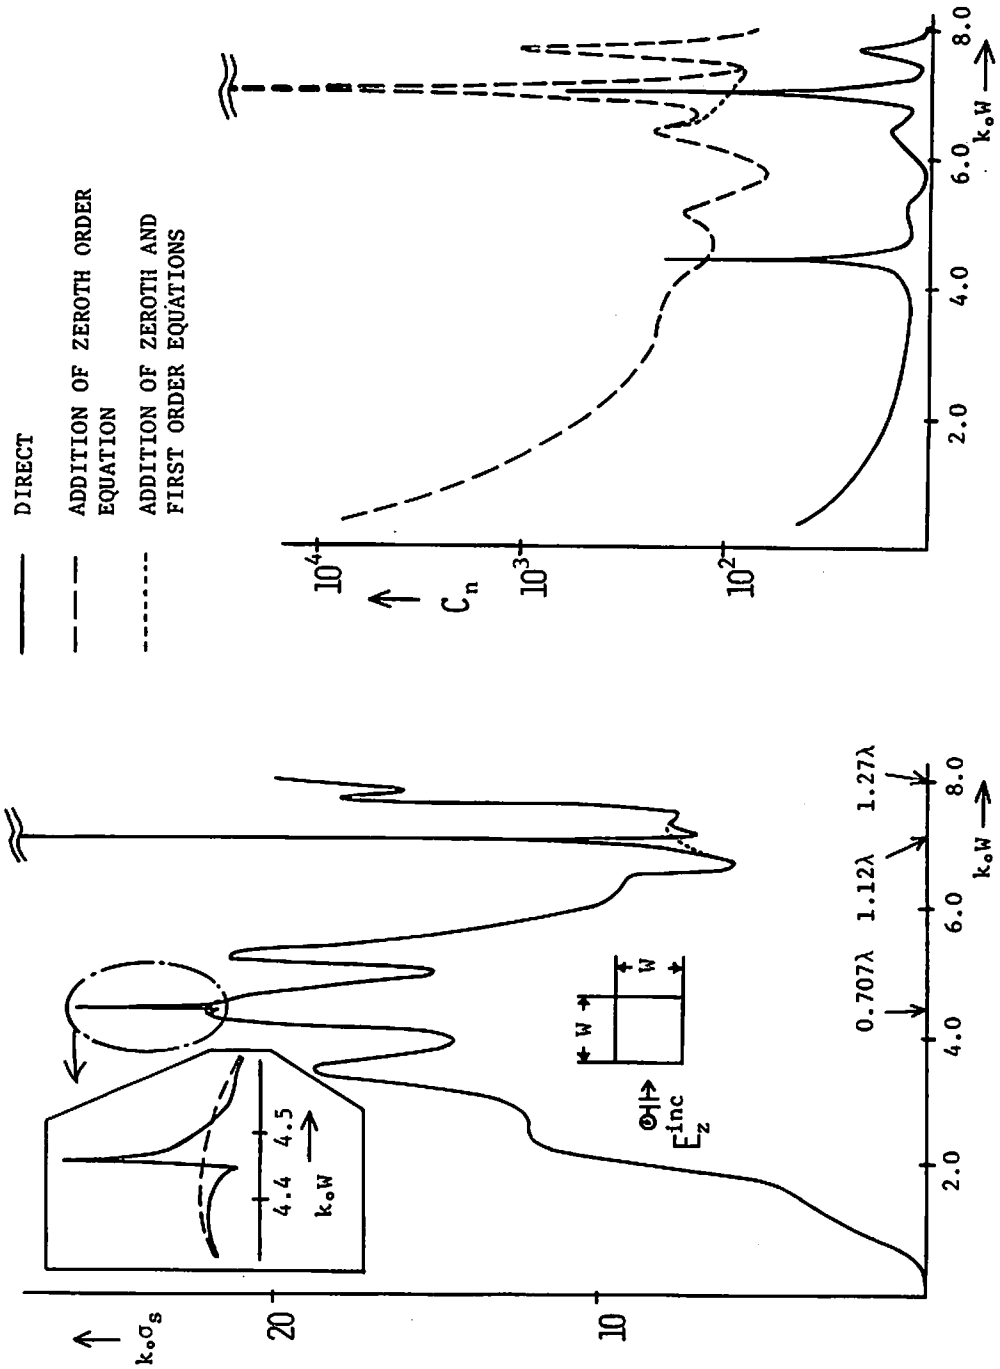 DIRECT
ADDITION OF ZEROTH ORDER
EQUATION
ADDITION OF ZEROTH AND
FIRST ORDER EQUATIONS
k₀σₛ
20
10
4.4 4.5
k₀W
W
W
E_z^inc
0.707λ 1.12λ 1.27λ
2.0 4.0 6.0 8.0
k₀W
Cₙ
10⁴
10³
10²
2.0 4.0 6.0 8.0
k₀W